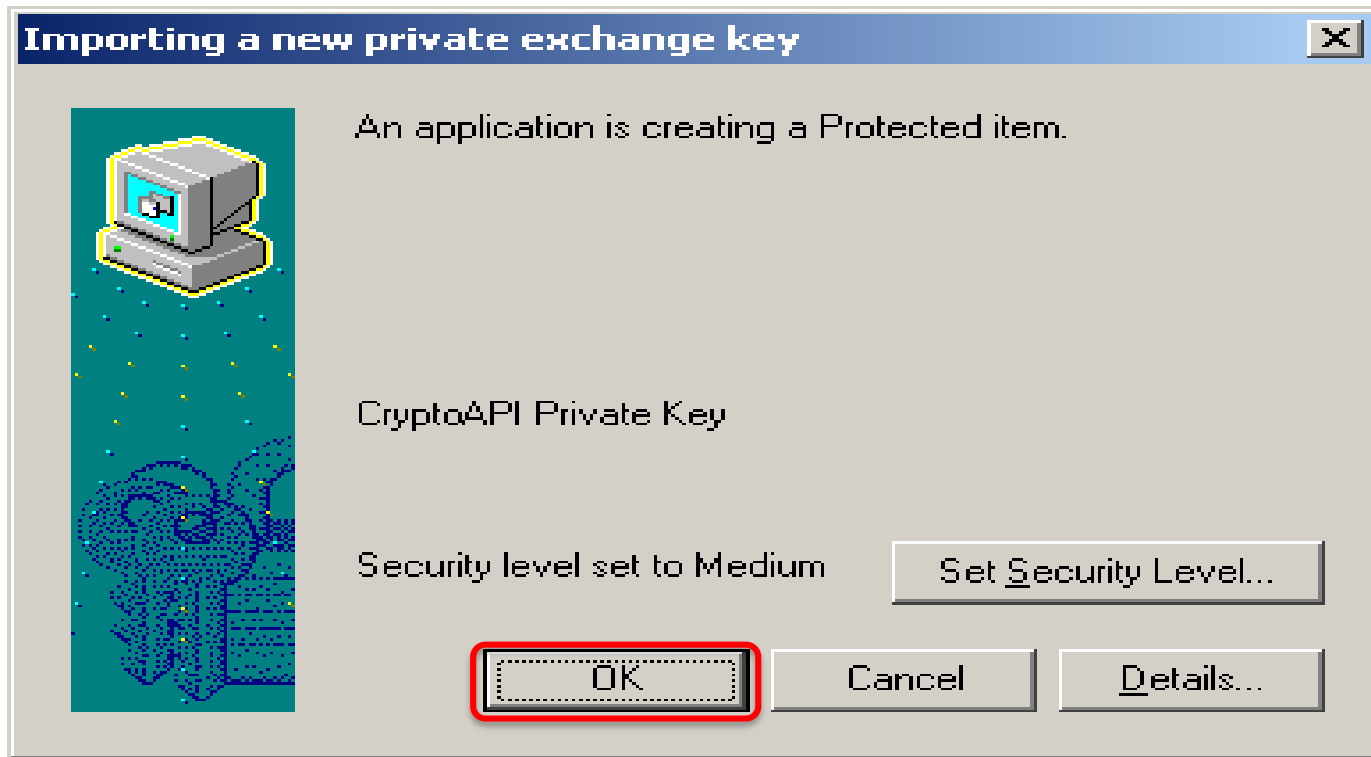 Importing a new private exchange key
An application is creating a Protected item.
CryptoAPI Private Key
Security level set to Medium
Set Security Level...
OK
Cancel
Details...